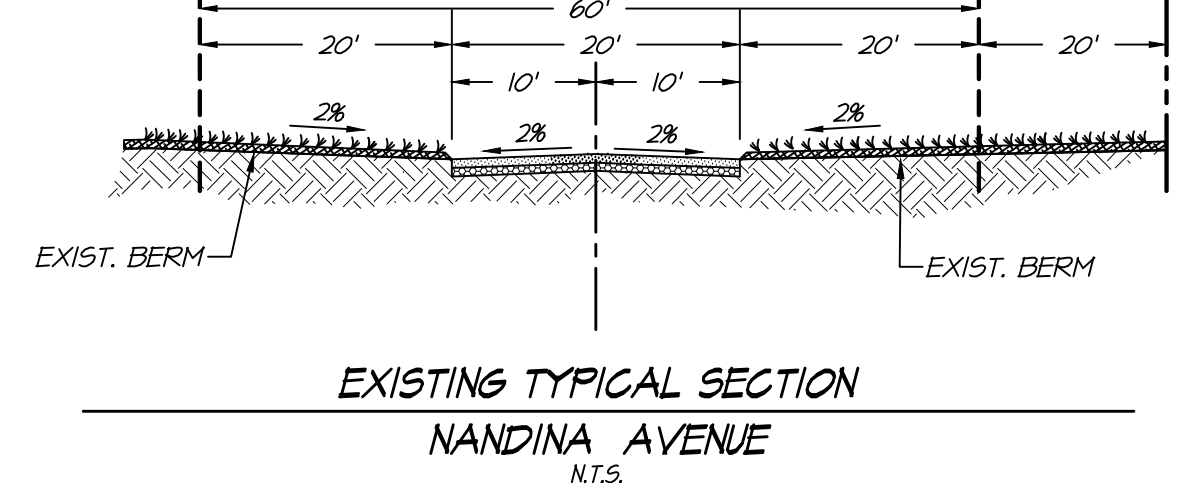 60'
20' 20' 20' 20'
10' 10'
2% 2% 2% 2%
EXIST. BERM EXIST. BERM
EXISTING TYPICAL SECTION
NANDINA AVENUE
N.T.S.